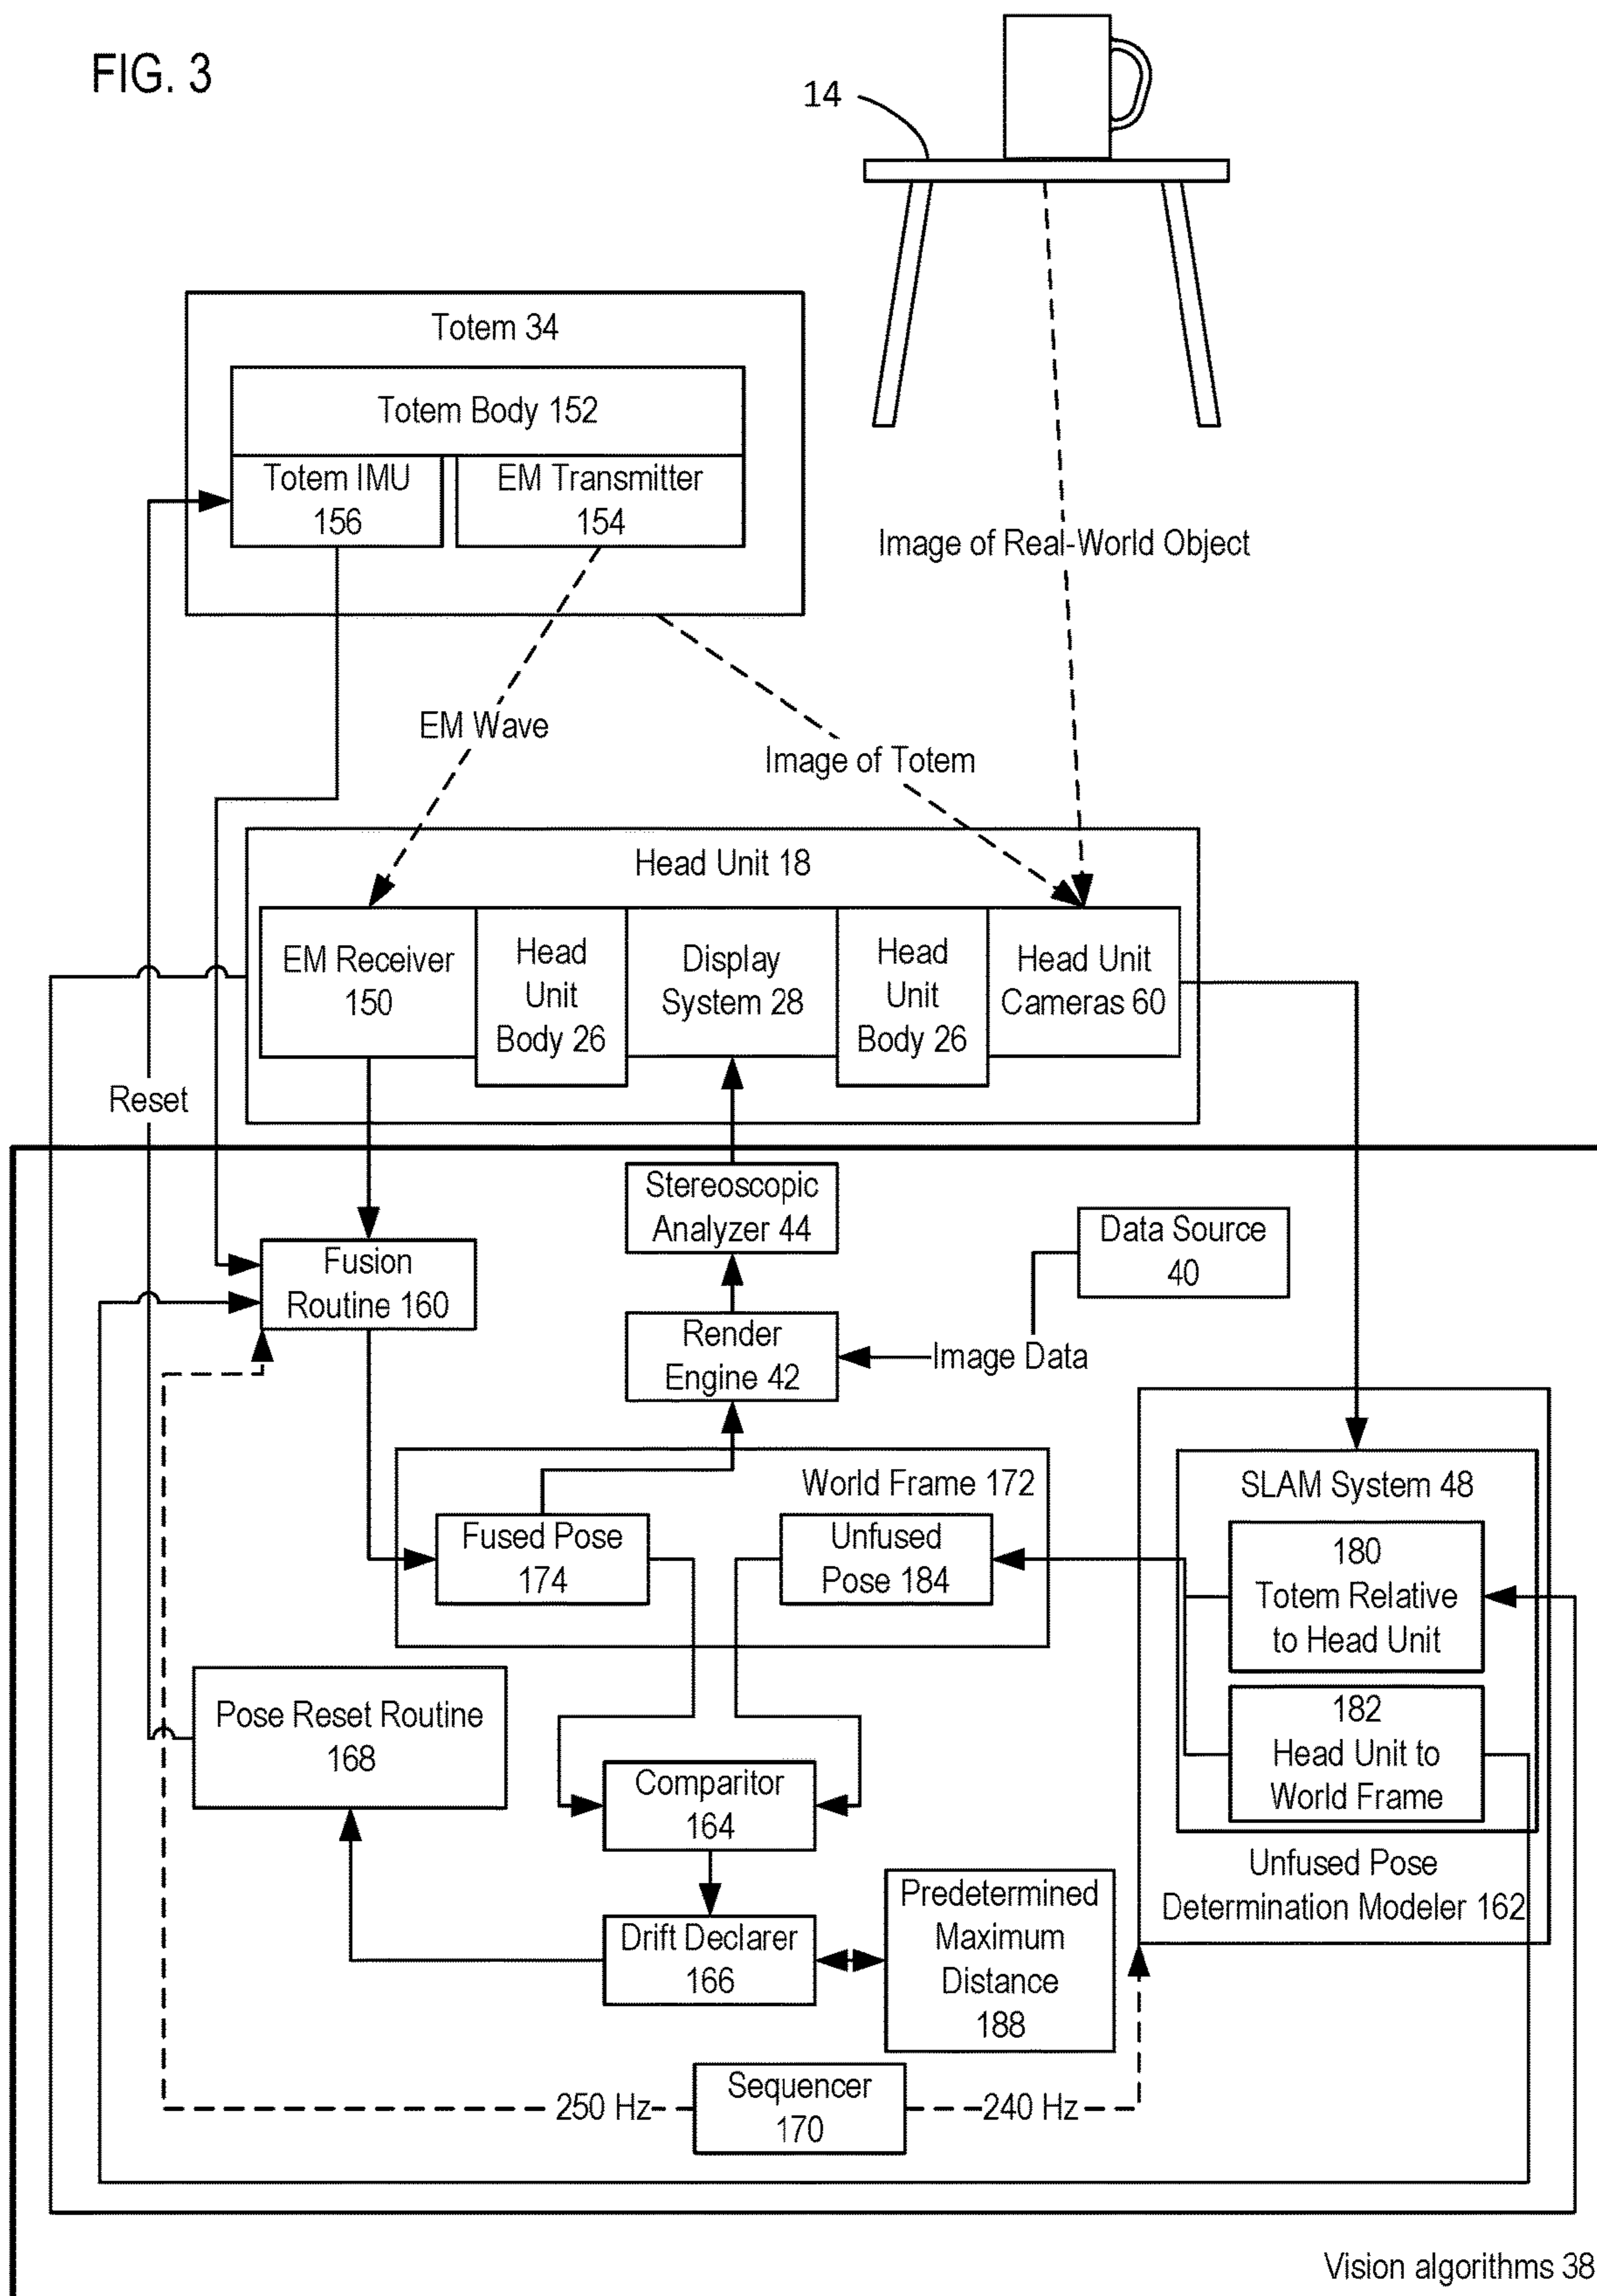 FIG. 3
14
Totem 34
Totem Body 152
Totem IMU
156
EM Transmitter
154
Image of Real-World Object
EM Wave
Image of Totem
Head Unit 18
EM Receiver
150
Head
Unit
Body 26
Display
System 28
Head
Unit
Body 26
Head Unit
Cameras 60
Reset
Stereoscopic
Analyzer 44
Data Source
40
Fusion
Routine 160
Render
Engine 42
Image Data
World Frame 172
SLAM System 48
Fused Pose
174
Unfused
Pose 184
180
Totem Relative
to Head Unit
Pose Reset Routine
168
182
Head Unit to
World Frame
Comparitor
164
Unfused Pose
Determination Modeler 162
Drift Declarer
166
Predetermined
Maximum
Distance
188
250 Hz
Sequencer
170
240 Hz
Vision algorithms 38